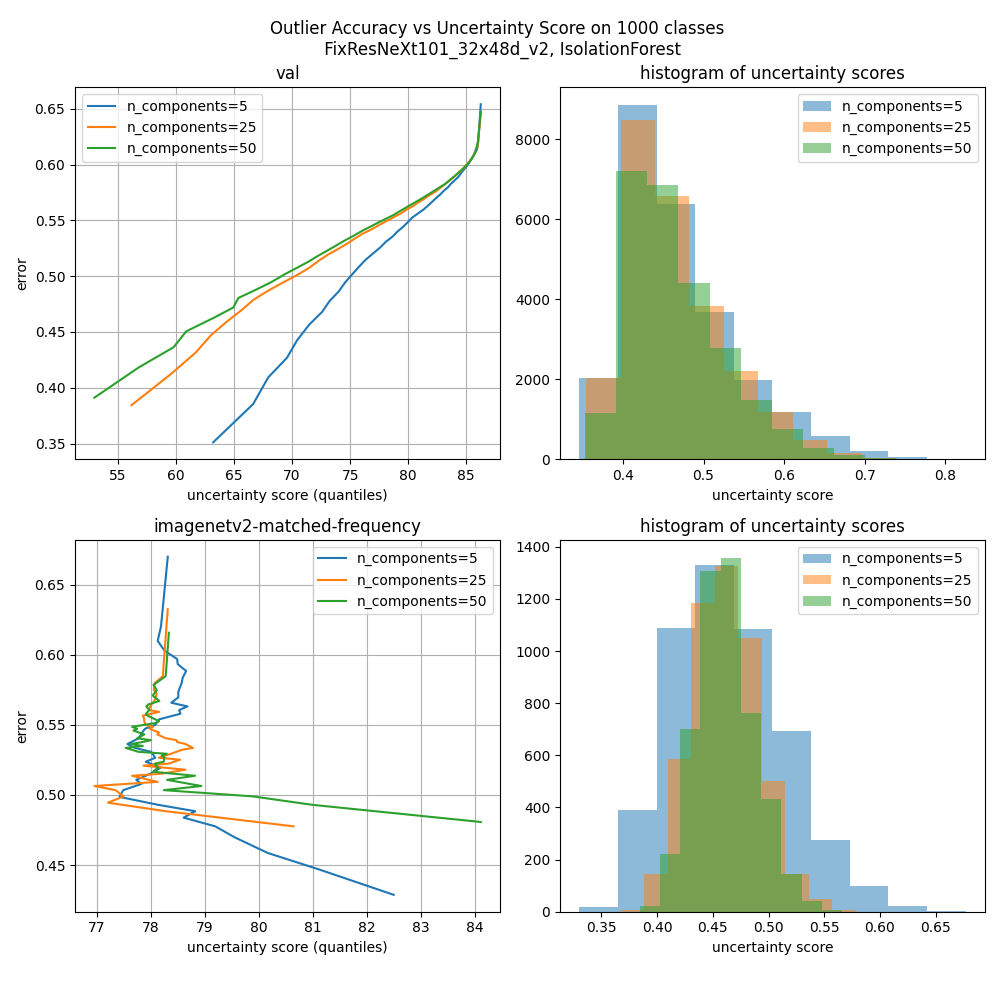 Outlier Accuracy vs Uncertainty Score on 1000 classes
FixResNeXt101_32x48d_v2, IsolationForest
val
n_components=5
n_components=25
n_components=50
error
0.65
0.60
0.55
0.50
0.45
0.40
0.35
55 60 65 70 75 80 85
uncertainty score (quantiles)
histogram of uncertainty scores
n_components=5
n_components=25
n_components=50
8000
6000
4000
2000
0
0.4 0.5 0.6 0.7 0.8
uncertainty score
imagenetv2-matched-frequency
n_components=5
n_components=25
n_components=50
error
0.65
0.60
0.55
0.50
0.45
77 78 79 80 81 82 83 84
uncertainty score (quantiles)
histogram of uncertainty scores
n_components=5
n_components=25
n_components=50
1400
1200
1000
800
600
400
200
0
0.35 0.40 0.45 0.50 0.55 0.60 0.65
uncertainty score